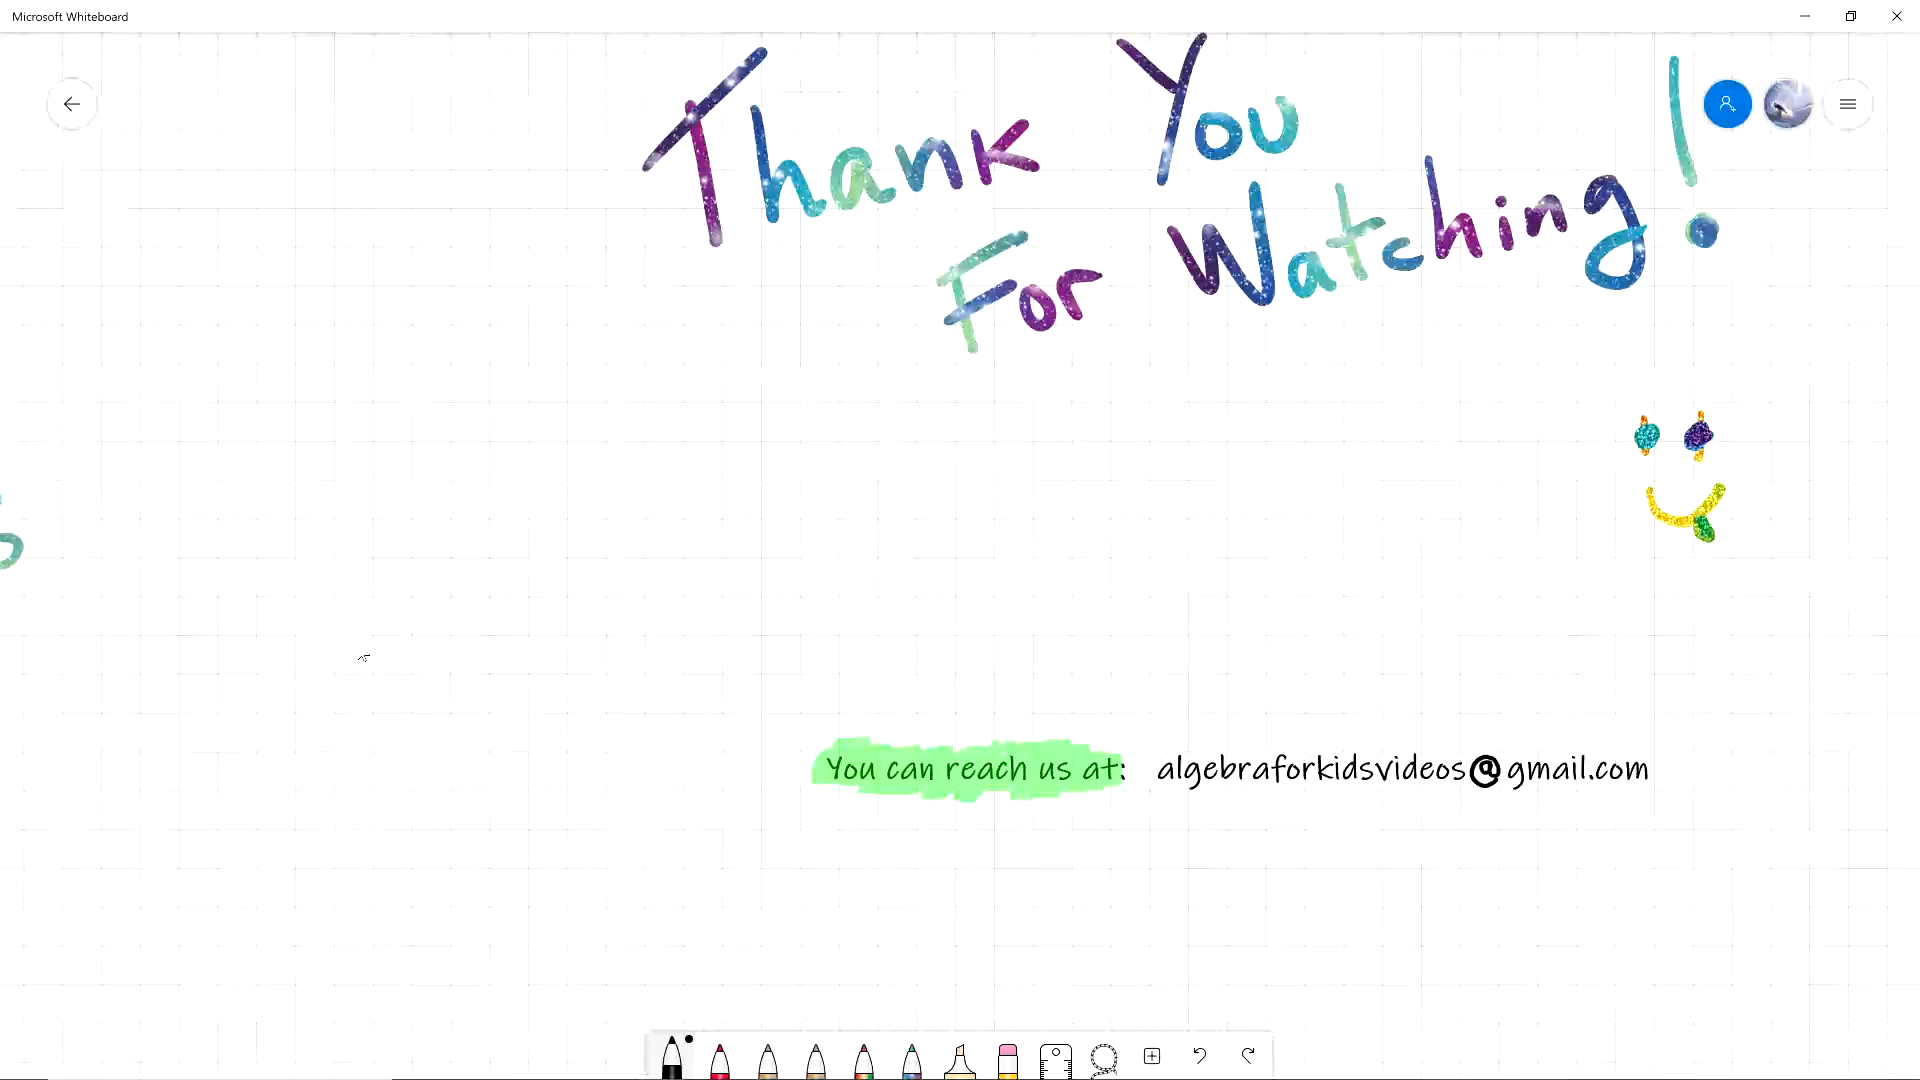 Microsoft Whiteboard
Thank You
For Watching!
You can reach us at: algebraforkidsvideos@gmail.com